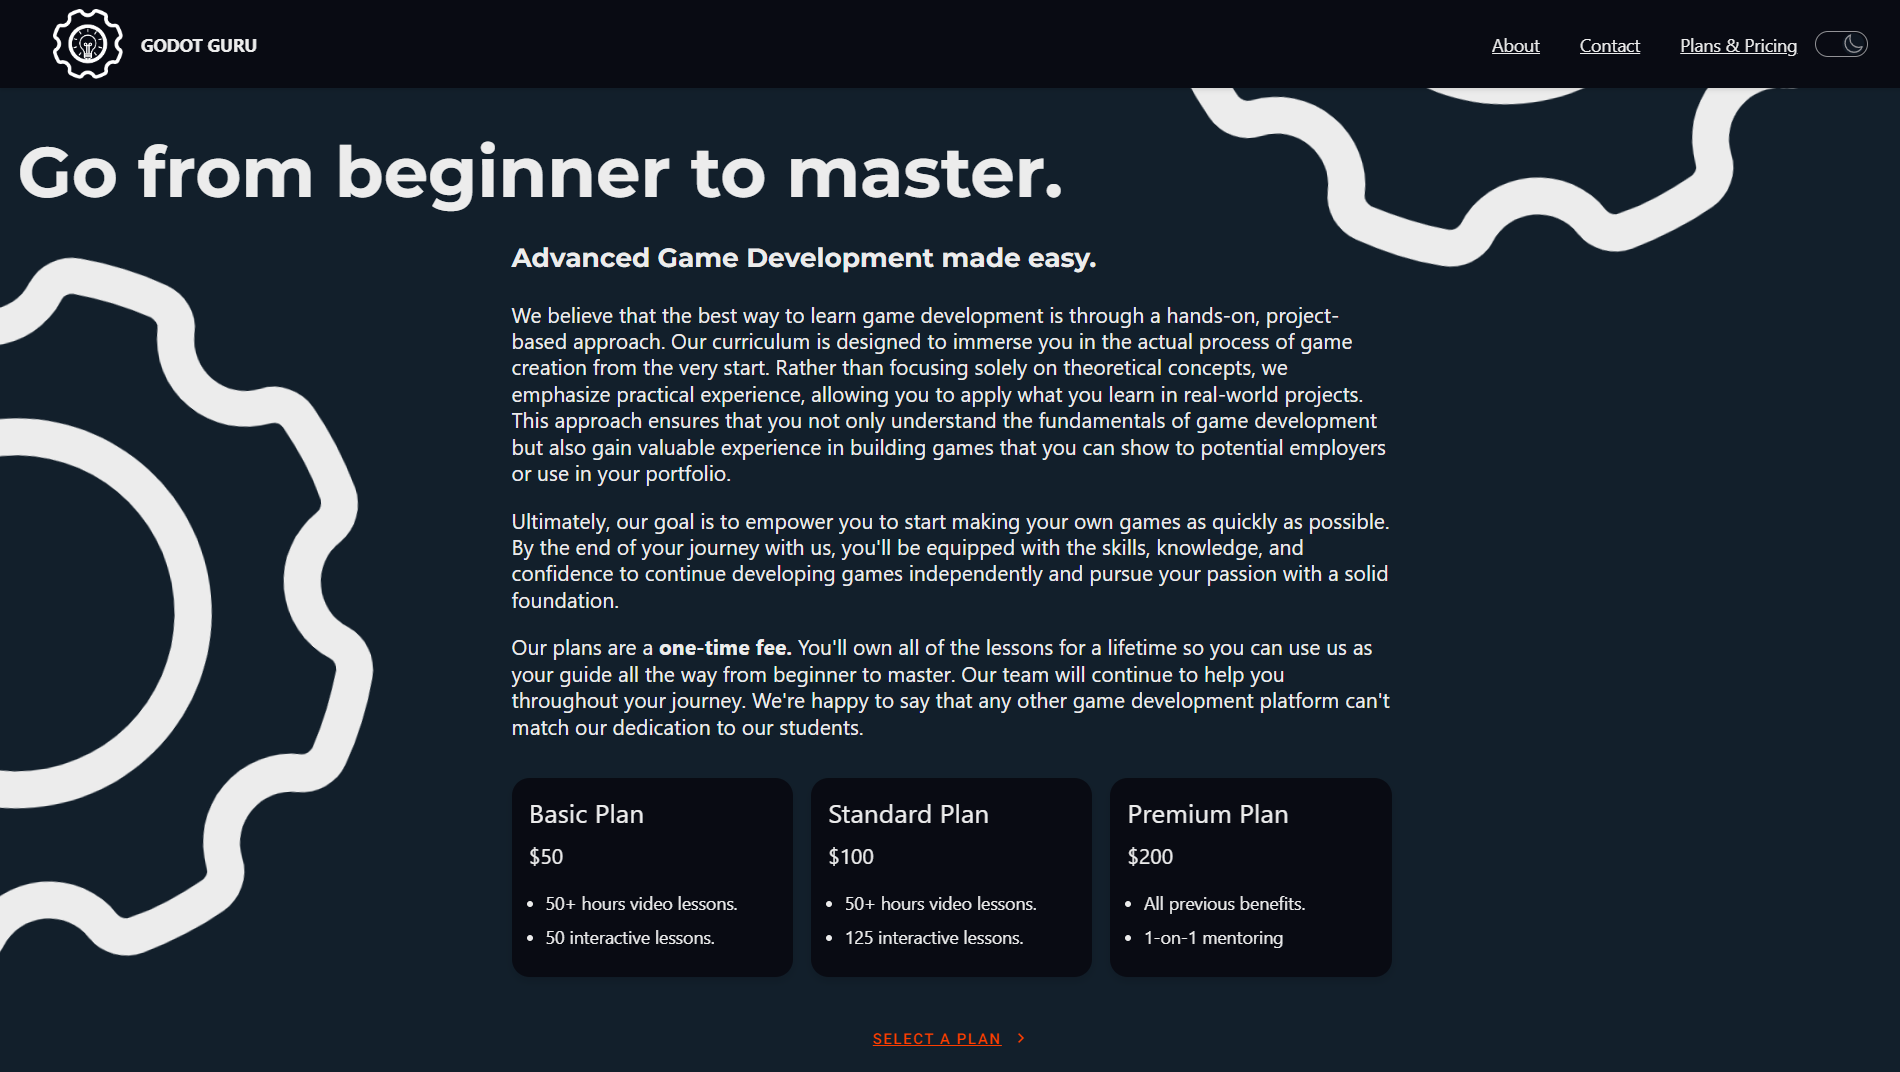 GODOT GURU
About
Contact
Plans & Pricing
Go from beginner to master.
Advanced Game Development made easy.
We believe that the best way to learn game development is through a hands-on, project-
based approach. Our curriculum is designed to immerse you in the actual process of game
creation from the very start. Rather than focusing solely on theoretical concepts, we
emphasize practical experience, allowing you to apply what you learn in real-world projects.
This approach ensures that you not only understand the fundamentals of game development
but also gain valuable experience in building games that you can show to potential employers
or use in your portfolio.
Ultimately, our goal is to empower you to start making your own games as quickly as possible.
By the end of your journey with us, you'll be equipped with the skills, knowledge, and
confidence to continue developing games independently and pursue your passion with a solid
foundation.
Our plans are a one-time fee. You'll own all of the lessons for a lifetime so you can use us as
your guide all the way from beginner to master. Our team will continue to help you
throughout your journey. We're happy to say that any other game development platform can't
match our dedication to our students.
Basic Plan
$50
• 50+ hours video lessons.
• 50 interactive lessons.
Standard Plan
$100
• 50+ hours video lessons.
• 125 interactive lessons.
Premium Plan
$200
• All previous benefits.
• 1-on-1 mentoring
SELECT A PLAN